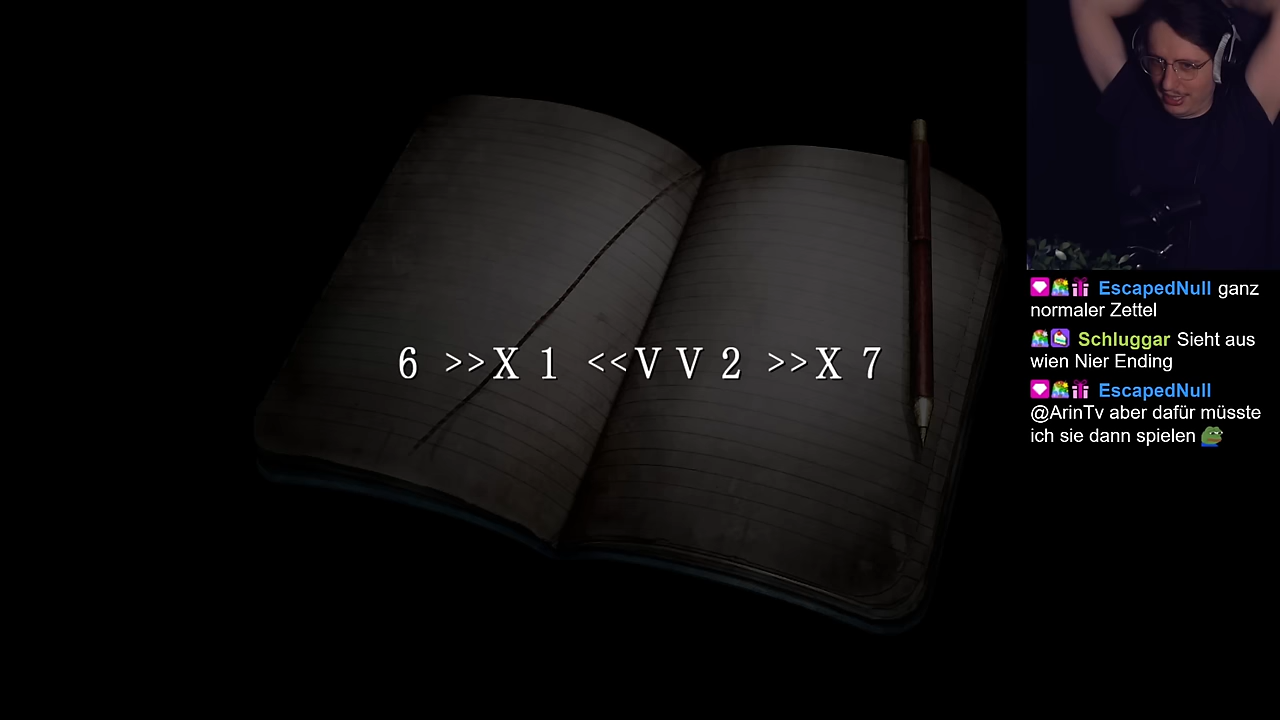 6 >>X 1 <<V V 2 >>X 7
EscapedNull ganz
normaler Zettel
Schluggar Sieht aus
wien Nier Ending
EscapedNull
@ArinTv aber dafür müsste
ich sie dann spielen